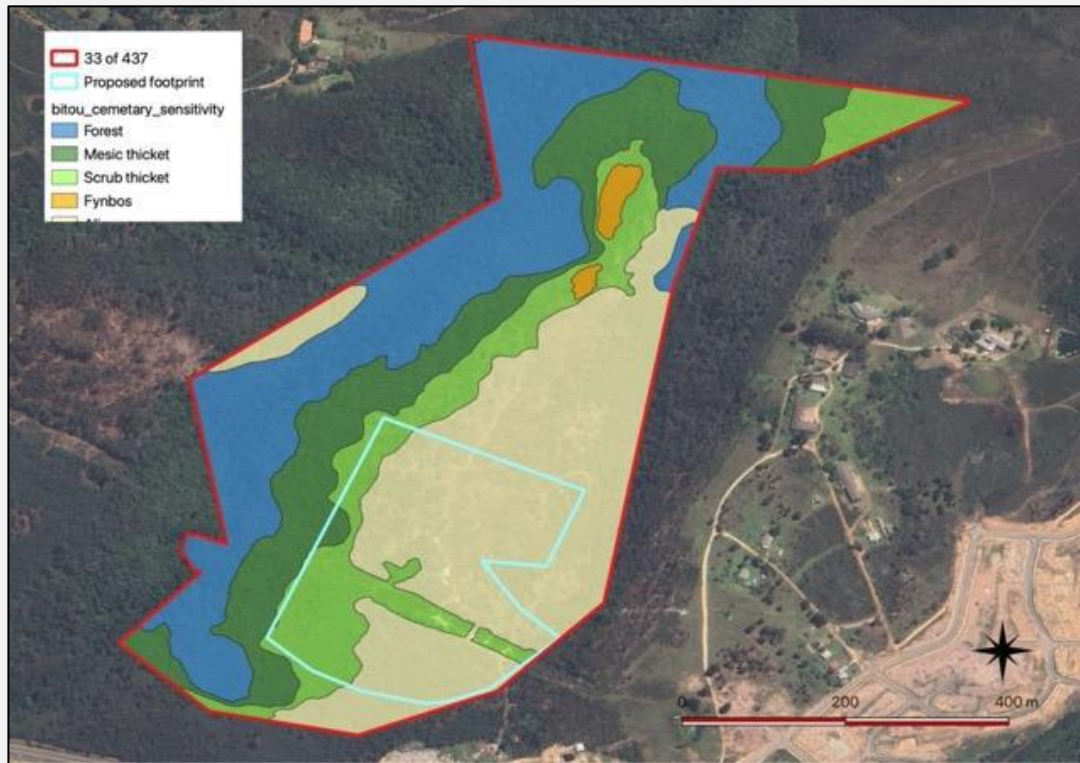 33 of 437
Proposed footprint
bitou_cemetary_sensitivity
Forest
Mesic thicket
Scrub thicket
Fynbos
0 200 400 m